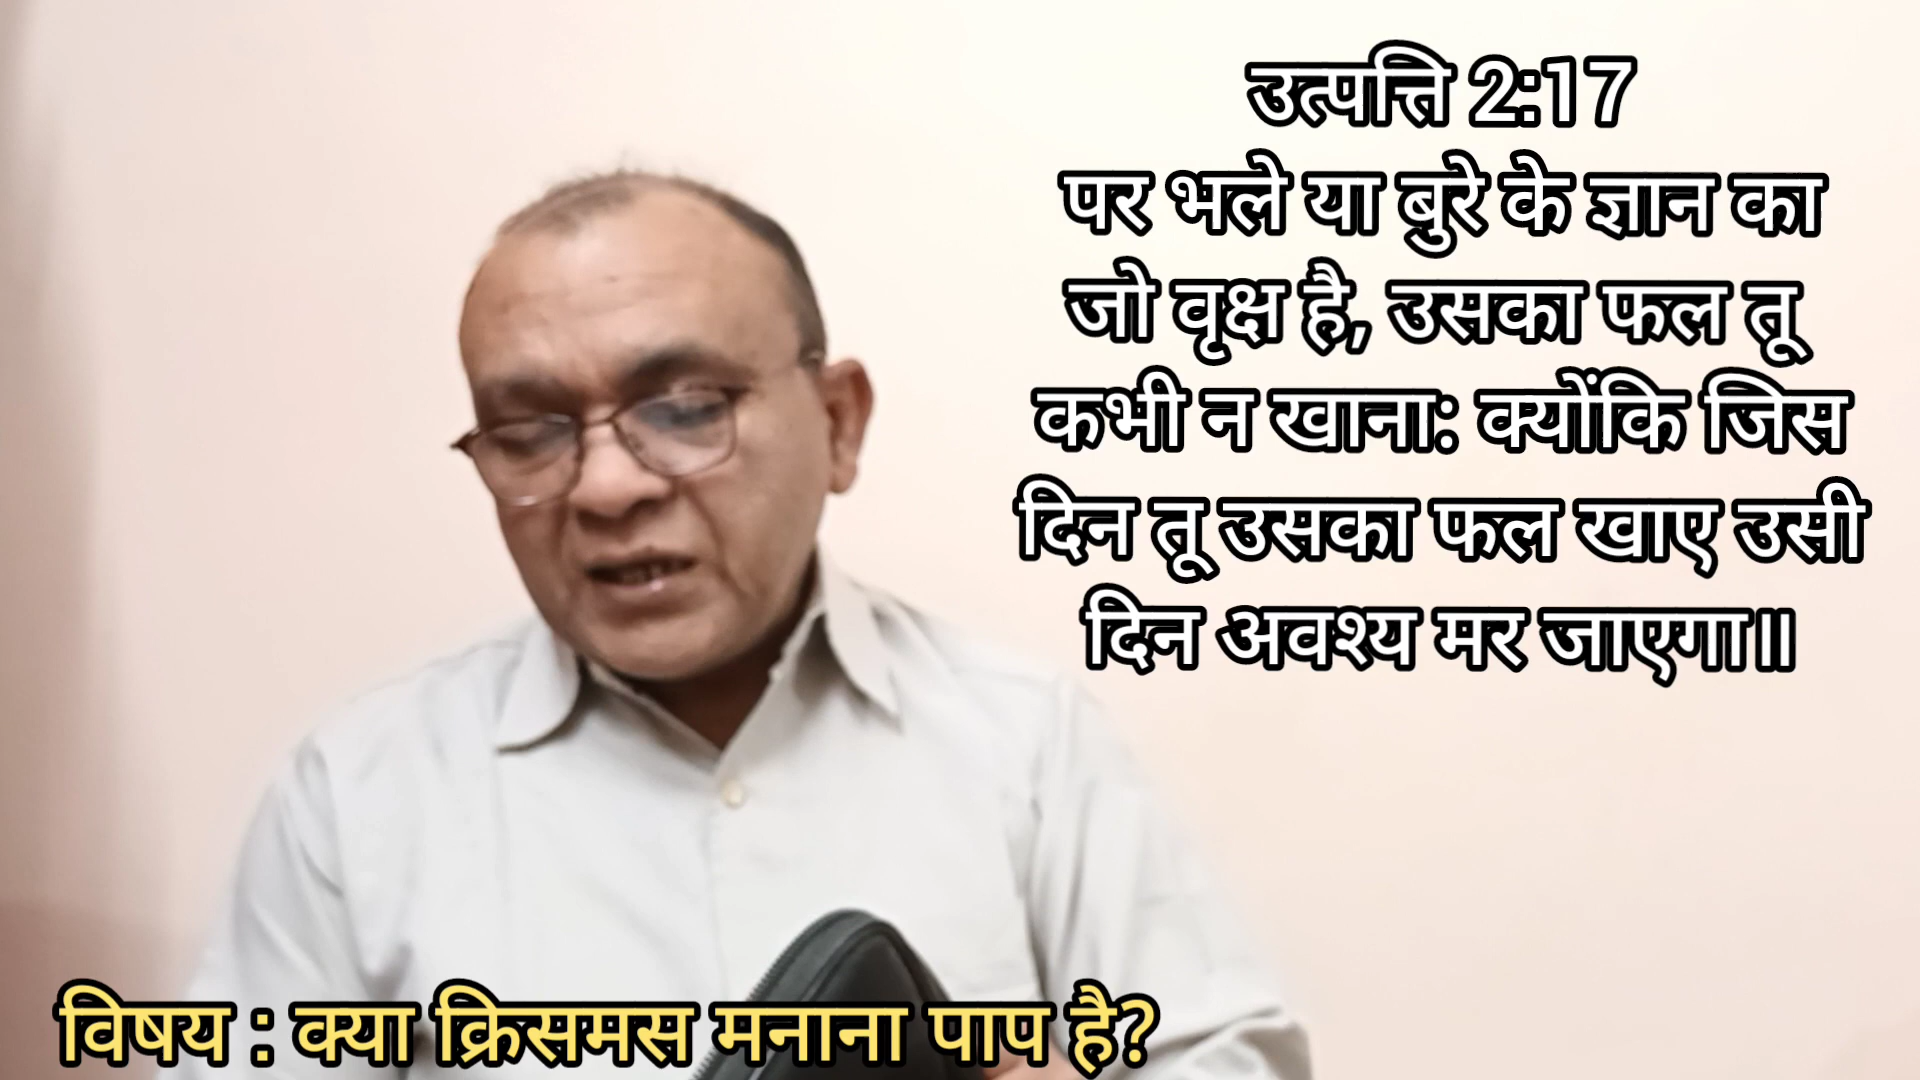 उत्पत्ति 2:17
पर भले या बुरे के ज्ञान का
जो वृक्ष है, उसका फल तू
कभी न खाना: क्योंकि जिस
दिन तू उसका फल खाए उसी
दिन अवश्य मर जाएगा॥
विषय : क्या क्रिसमस मनाना पाप है?